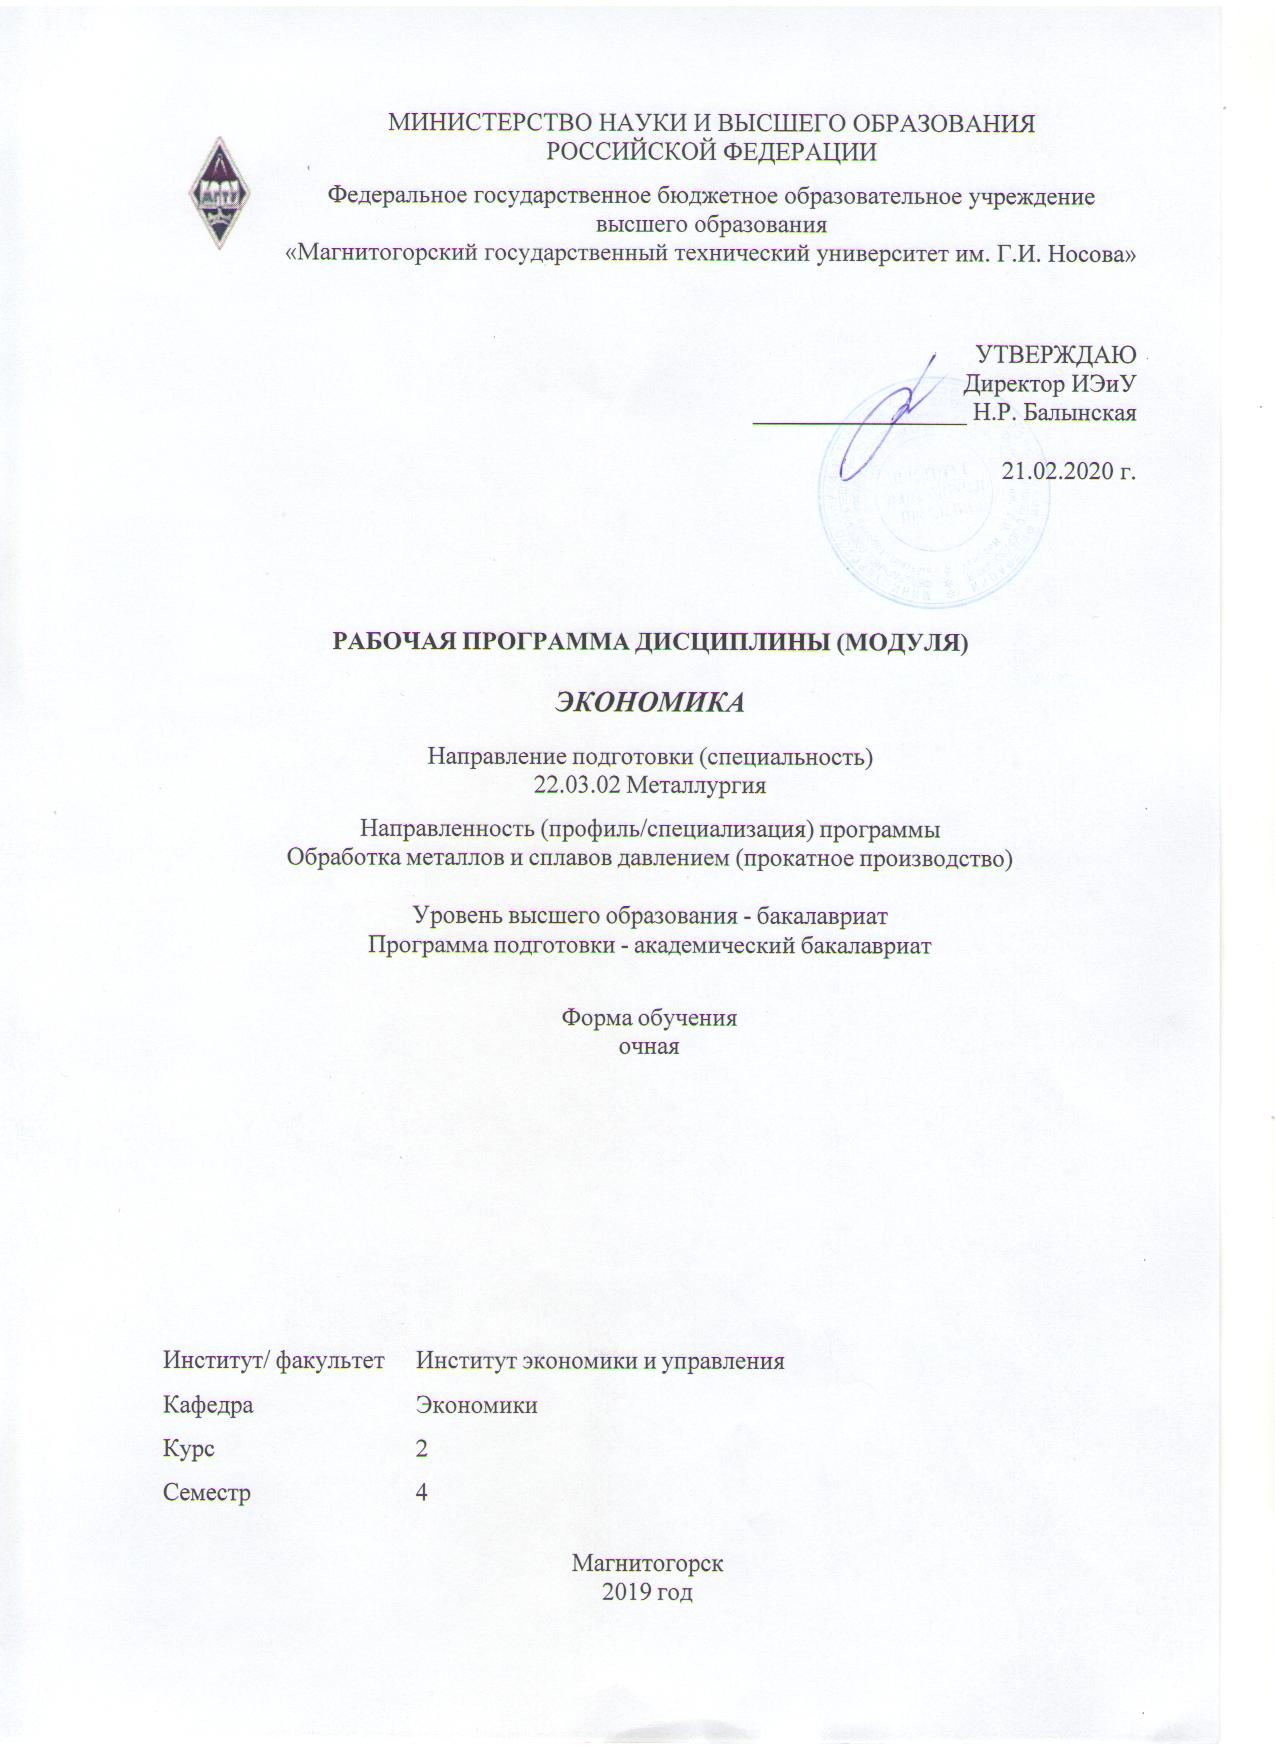 МИНИСТЕРСТВО НАУКИ И ВЫСШЕГО ОБРАЗОВАНИЯ
РОССИЙСКОЙ ФЕДЕРАЦИИ
Федеральное государственное бюджетное образовательное учреждение
высшего образования
«Магнитогорский государственный технический университет им. Г.И. Носова»
УТВЕРЖДАЮ
Директор ИЭиУ
Н.Р. Балынская
21.02.2020 г.
РАБОЧАЯ ПРОГРАММА ДИСЦИПЛИНЫ (МОДУЛЯ)
ЭКОНОМИКА
Направление подготовки (специальность)
22.03.02 Металлургия
Направленность (профиль/специализация) программы
Обработка металлов и сплавов давлением (прокатное производство)
Уровень высшего образования - бакалавриат
Программа подготовки - академический бакалавриат
Форма обучения
очная
Институт/ факультет Институт экономики и управления
Кафедра Экономики
Курс 2
Семестр 4
Магнитогорск
2019 год